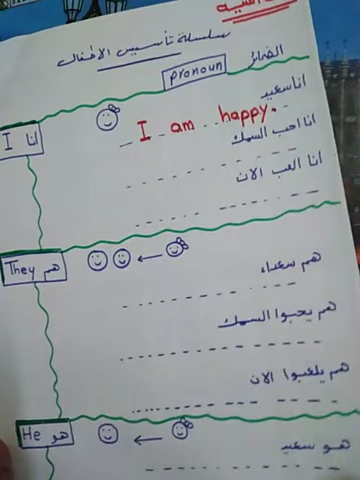 سلسلة تأسيس الاطفال
الضمائر
pronoun
انا سعيد
I am happy.
انا I
انا احب السمك
انا العب الان
هم They
هم سعداء
هم يحبوا السمك
هم يلعبوا الان
هو He
هو سعيد